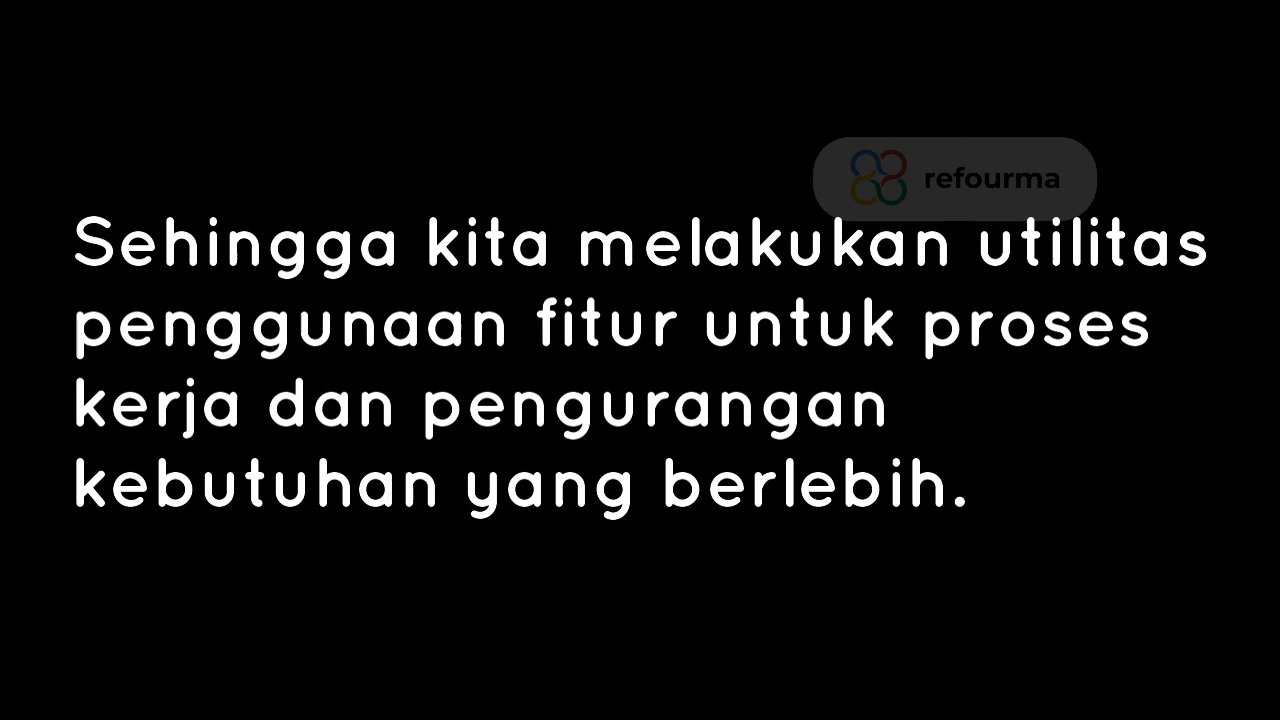 refourma
Sehingga kita melakukan utilitas
penggunaan fitur untuk proses
kerja dan pengurangan
kebutuhan yang berlebih.